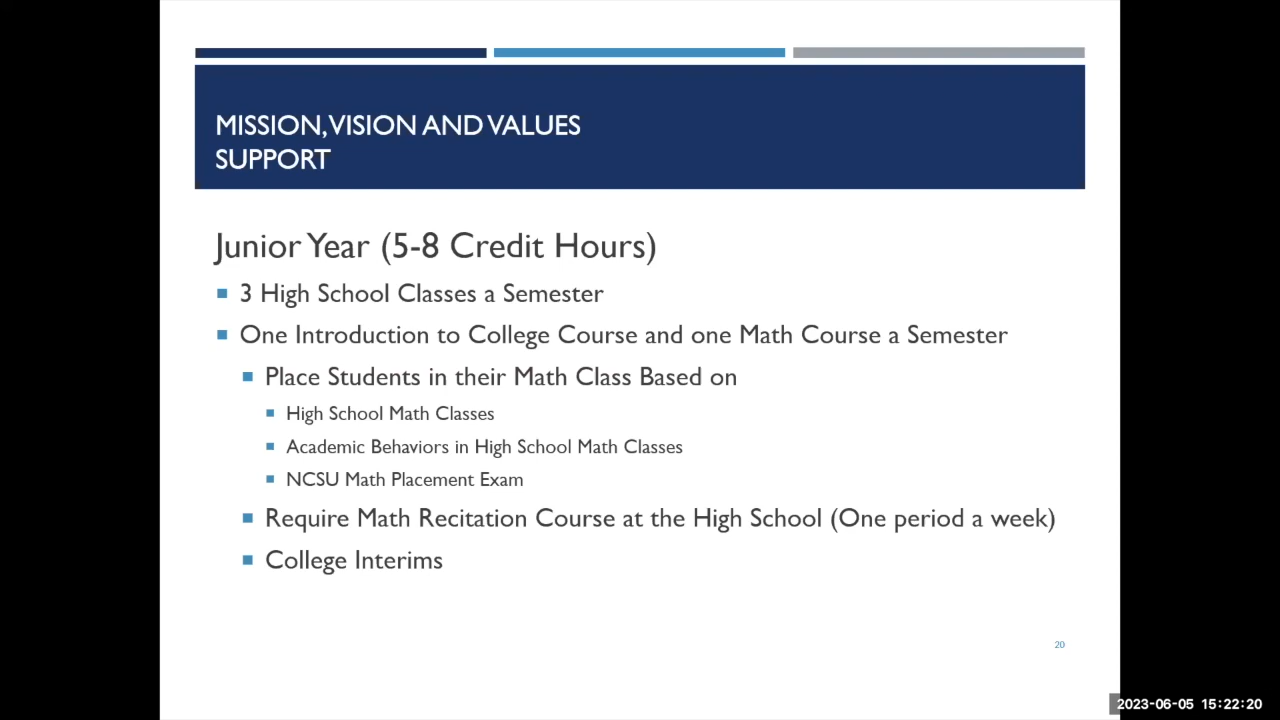 MISSION, VISION AND VALUES
SUPPORT
Junior Year (5-8 Credit Hours)
3 High School Classes a Semester
One Introduction to College Course and one Math Course a Semester
Place Students in their Math Class Based on
High School Math Classes
Academic Behaviors in High School Math Classes
NCSU Math Placement Exam
Require Math Recitation Course at the High School (One period a week)
College Interims
20
2023-06-05 15:22:20